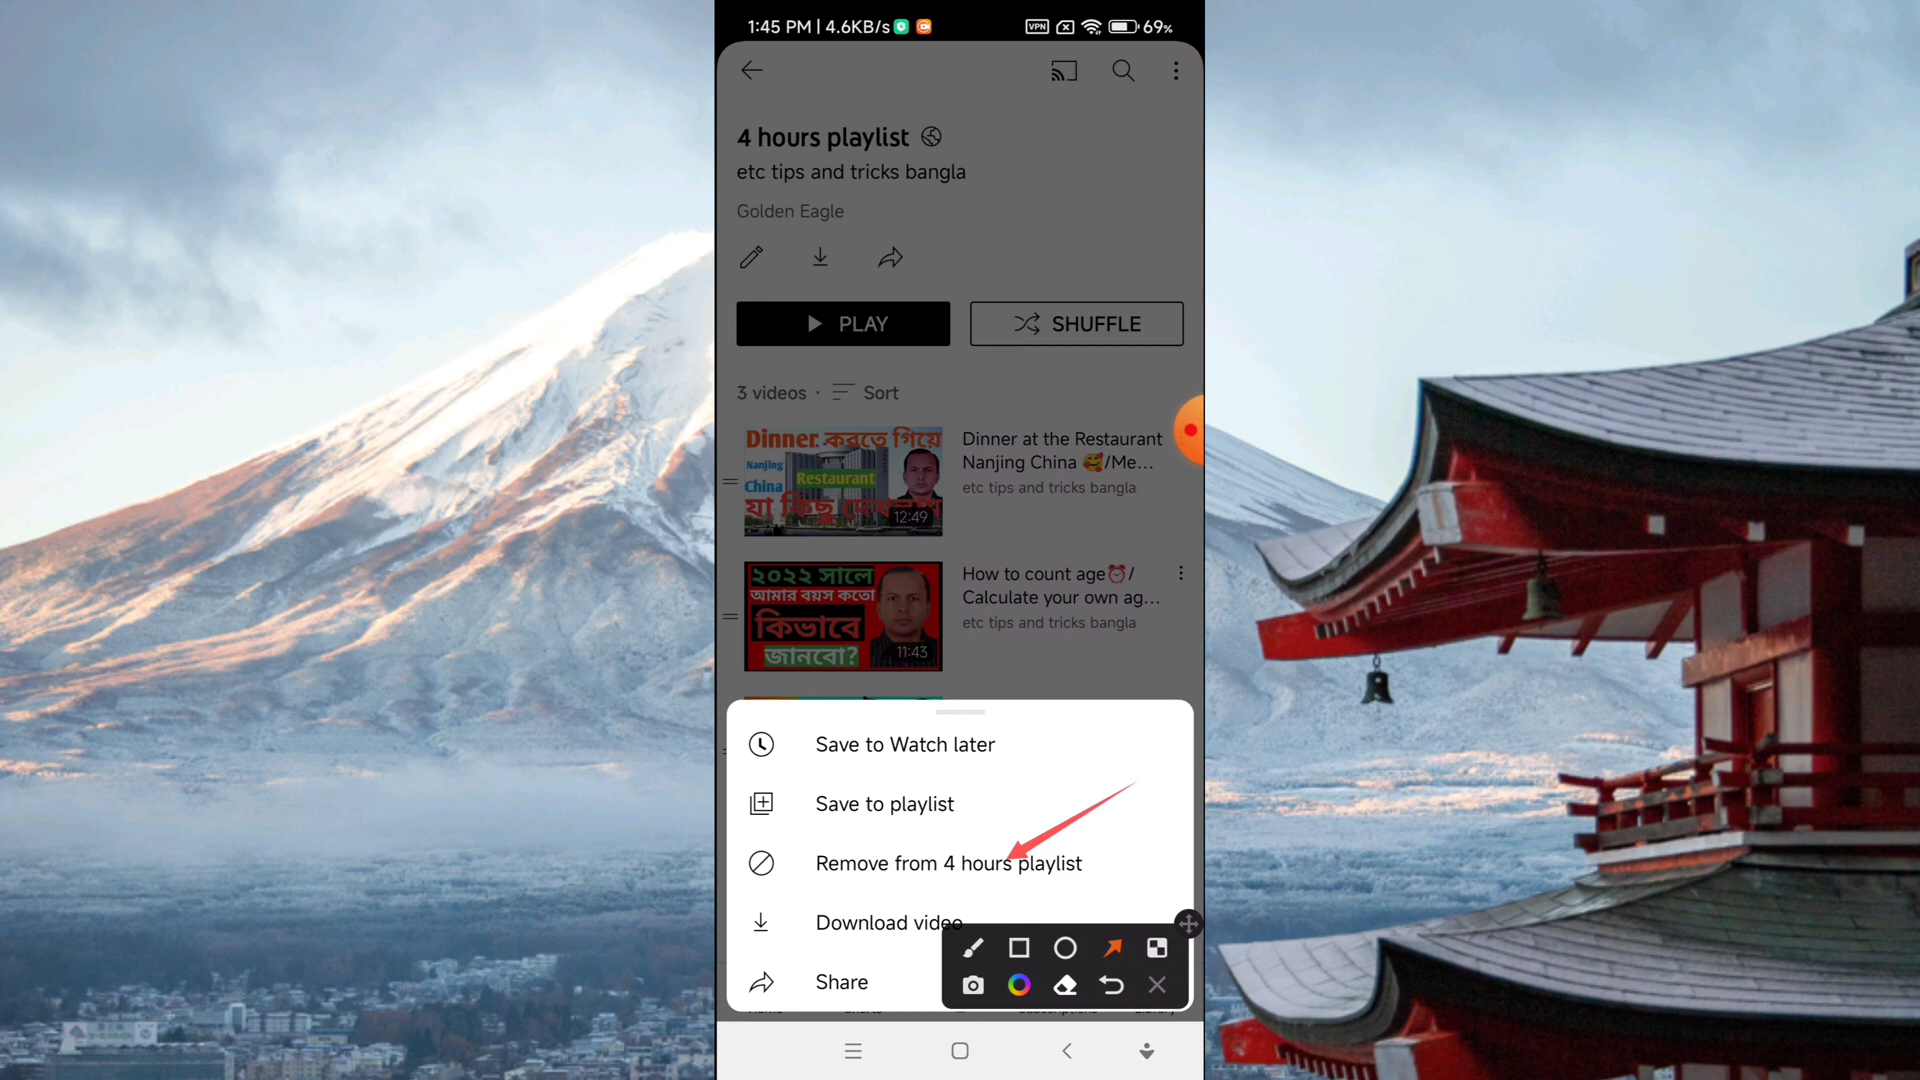 1:45 PM | 4.6KB/s
VPN
69%
4 hours playlist
etc tips and tricks bangla
Golden Eagle
PLAY
SHUFFLE
3 videos · Sort
Dinner করতে গিয়ে
Nanjing
China
Restaurant
যা কিছু দেখলাম
12:49
Dinner at the Restaurant
Nanjing China 🥰/Me...
etc tips and tricks bangla
২০২২ সালে
আমার বয়স কতো
কিভাবে
জানবো?
11:43
How to count age⏰/
Calculate your own ag...
etc tips and tricks bangla
Save to Watch later
Save to playlist
Remove from 4 hours playlist
Download video
Share